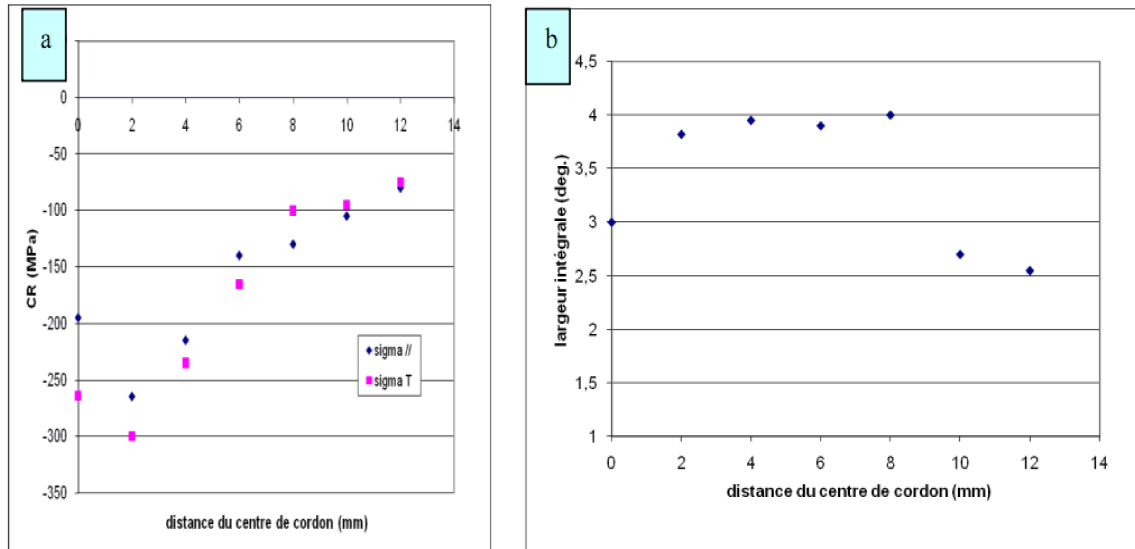 a
0
0 2 4 6 8 10 12 14
-50
-100
-150
-200
-250
-300
-350
CR (MPa)
sigma //
sigma T
distance du centre de cordon (mm)
b
4,5
4
3,5
3
2,5
2
1,5
1
largeur intégrale (deg.)
0 2 4 6 8 10 12 14
distance du centre de cordon (mm)